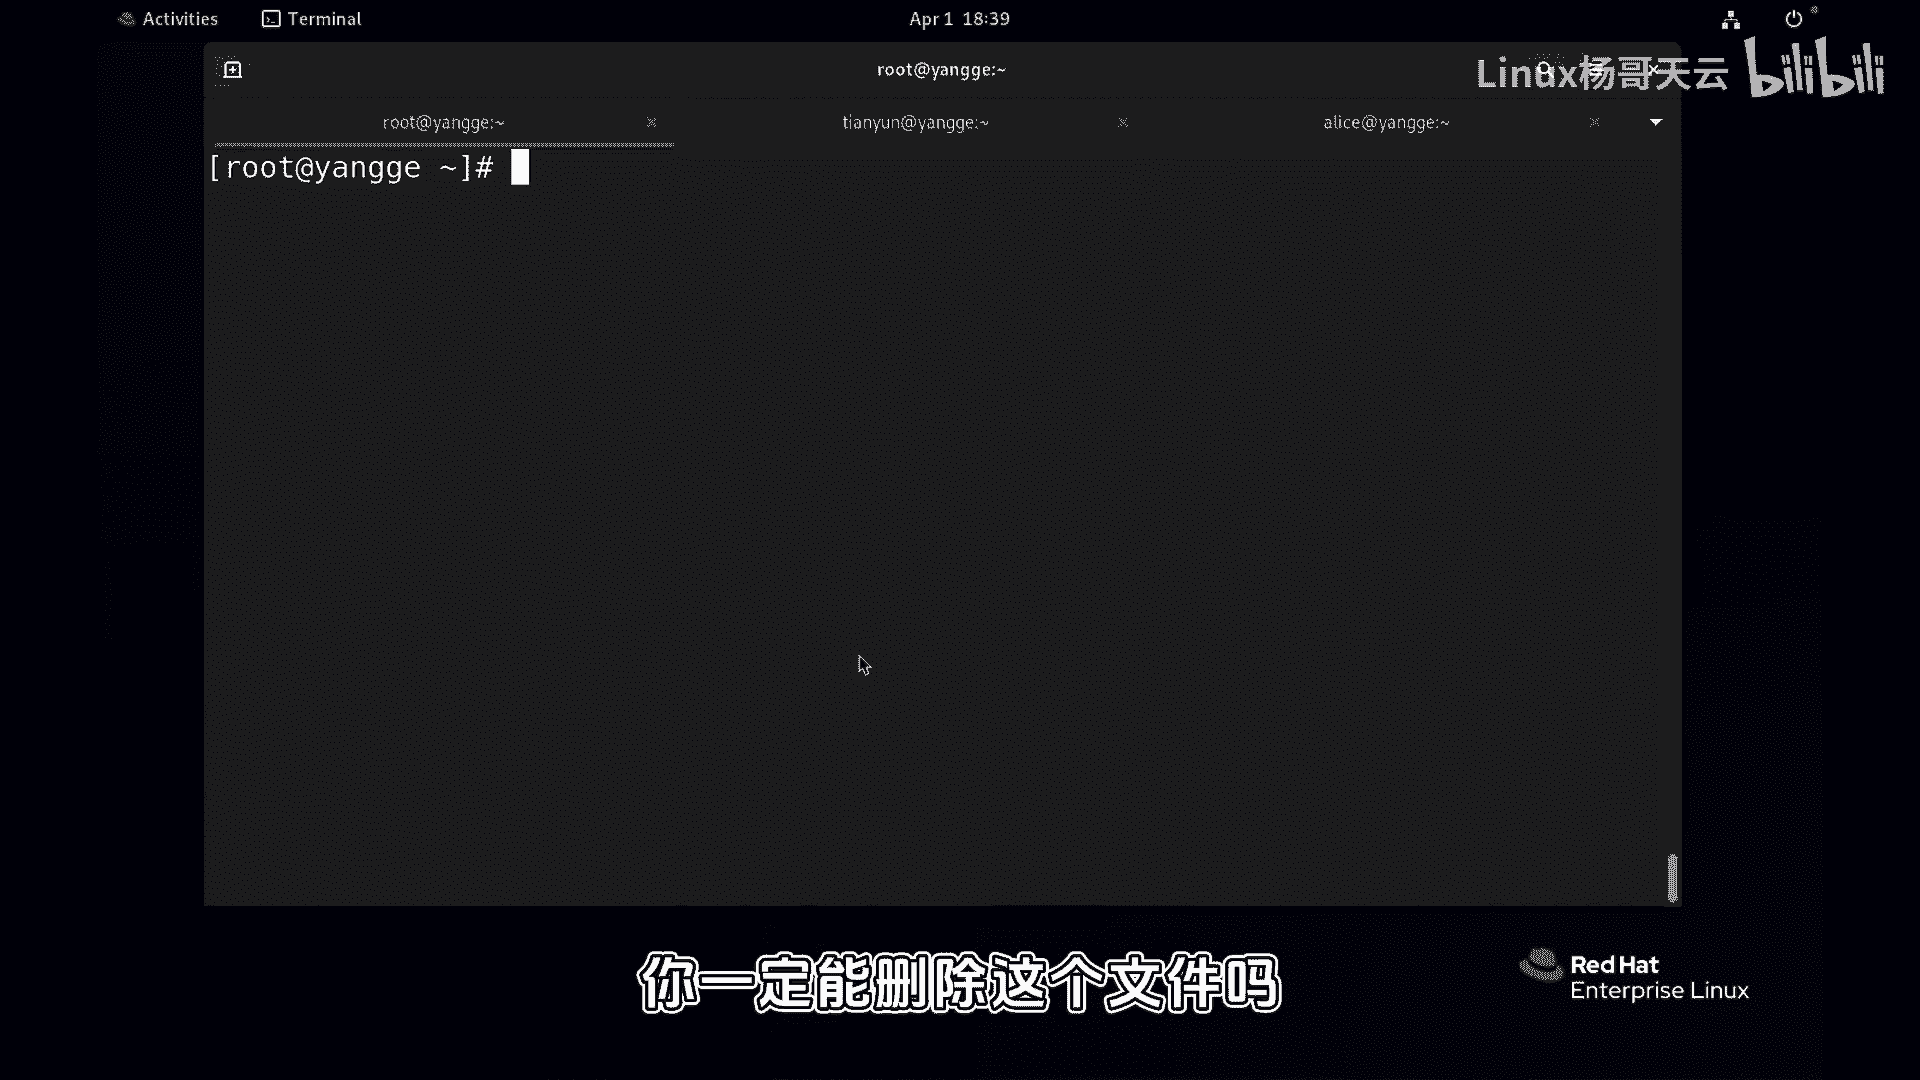 Activities
Terminal
Apr 1 18:39
root@yangge:~
Linux杨哥天云 bilibili
root@yangge:~
tianyun@yangge:~
alice@yangge:~
[root@yangge ~]#
你一定能删除这个文件吗
Red Hat
Enterprise Linux